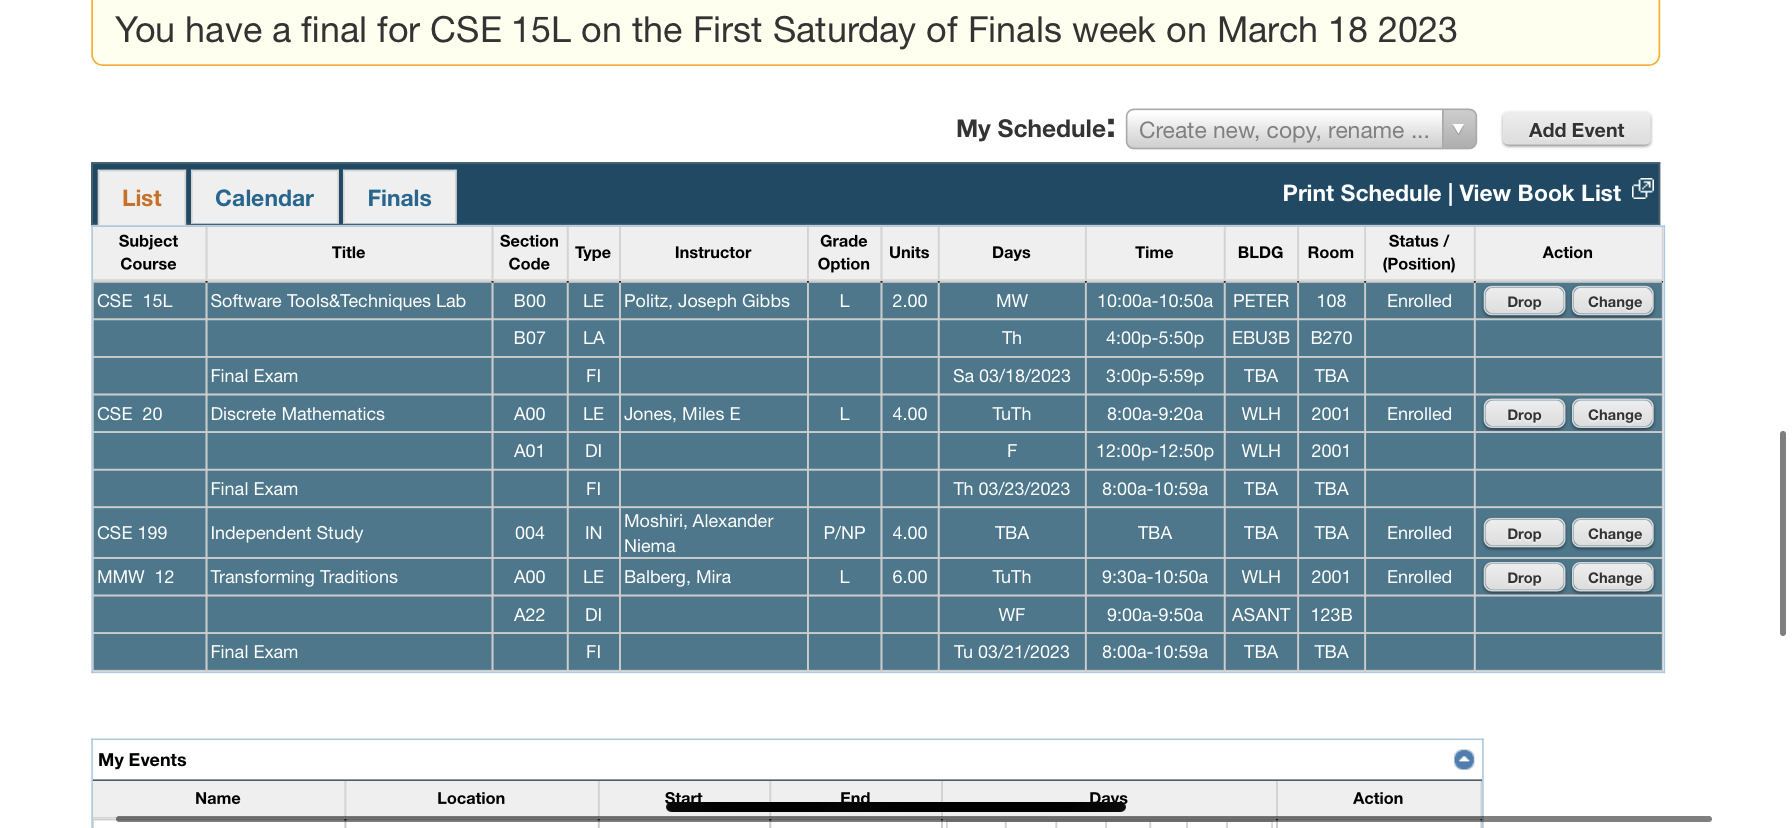 You have a final for CSE 15L on the First Saturday of Finals week on March 18 2023
My Schedule: Create new, copy, rename ... Add Event
List Calendar Finals Print Schedule | View Book List
Subject Course Title Section Code Type Instructor Grade Option Units Days Time BLDG Room Status / (Position) Action
CSE 15L Software Tools&Techniques Lab B00 LE Politz, Joseph Gibbs L 2.00 MW 10:00a-10:50a PETER 108 Enrolled Drop Change
B07 LA Th 4:00p-5:50p EBU3B B270
Final Exam FI Sa 03/18/2023 3:00p-5:59p TBA TBA
CSE 20 Discrete Mathematics A00 LE Jones, Miles E L 4.00 TuTh 8:00a-9:20a WLH 2001 Enrolled Drop Change
A01 DI F 12:00p-12:50p WLH 2001
Final Exam FI Th 03/23/2023 8:00a-10:59a TBA TBA
CSE 199 Independent Study 004 IN Moshiri, Alexander Niema P/NP 4.00 TBA TBA TBA TBA Enrolled Drop Change
MMW 12 Transforming Traditions A00 LE Balberg, Mira L 6.00 TuTh 9:30a-10:50a WLH 2001 Enrolled Drop Change
A22 DI WF 9:00a-9:50a ASANT 123B
Final Exam FI Tu 03/21/2023 8:00a-10:59a TBA TBA
My Events
Name Location Start End Days Action